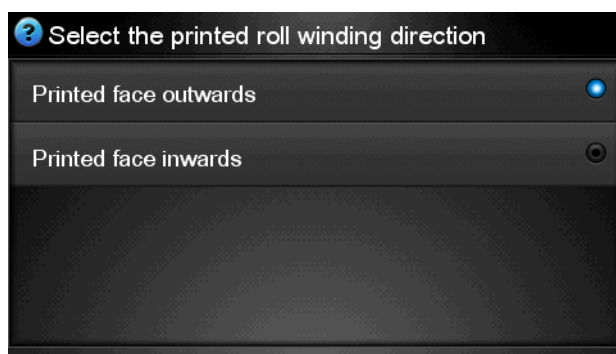 Select the printed roll winding direction
Printed face outwards
Printed face inwards